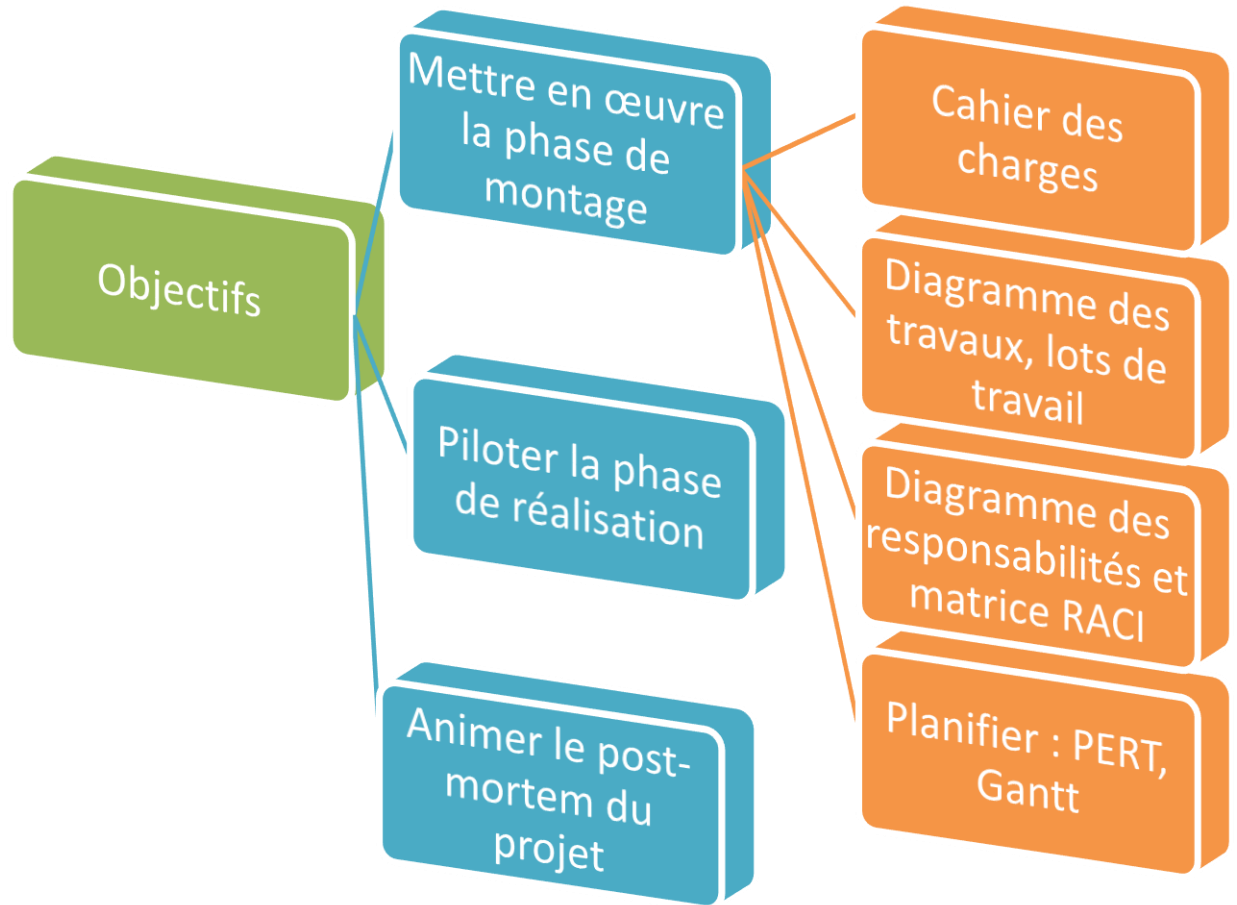 Objectifs
Mettre en œuvre
la phase de
montage
Piloter la phase
de réalisation
Animer le post-
mortem du
projet
Cahier des
charges
Diagramme des
travaux, lots de
travail
Diagramme des
responsabilités et
matrice RACI
Planifier : PERT,
Gantt